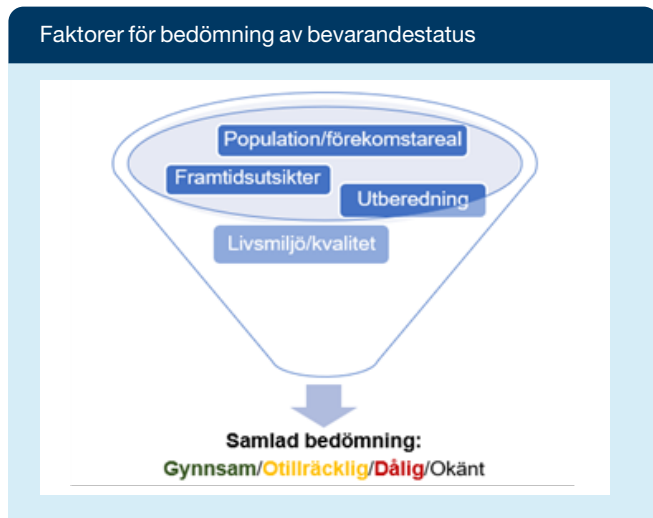 Faktorer för bedömning av bevarandestatus
Population/förekomstareal
Framtidsutsikter
Utberedning
Livsmiljö/kvalitet
Samlad bedömning:
Gynnsam/Otillräcklig/Dålig/Okänt